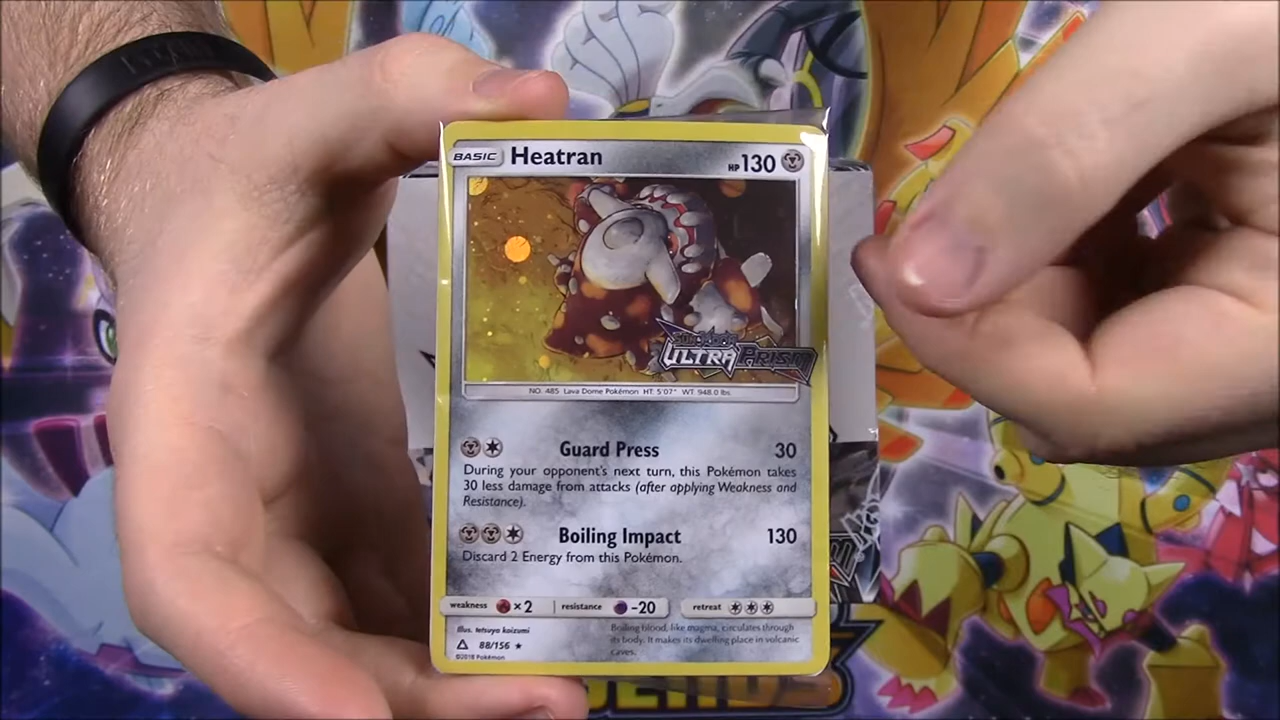 BASIC Heatran HP 130
SUN & MOON
ULTRA PRISM
NO. 485 Lava Dome Pokémon HT: 5'07" WT: 948.0 lbs
Guard Press 30
During your opponent's next turn, this Pokémon takes
30 less damage from attacks (after applying Weakness and
Resistance).
Boiling Impact 130
Discard 2 Energy from this Pokémon.
weakness ×2 resistance -20 retreat
Illus. tetsuya koizumi
Boiling blood, like magma, circulates through
its body. It makes its dwelling place in volcanic
caves.
88/156 ★
©2018 Pokémon